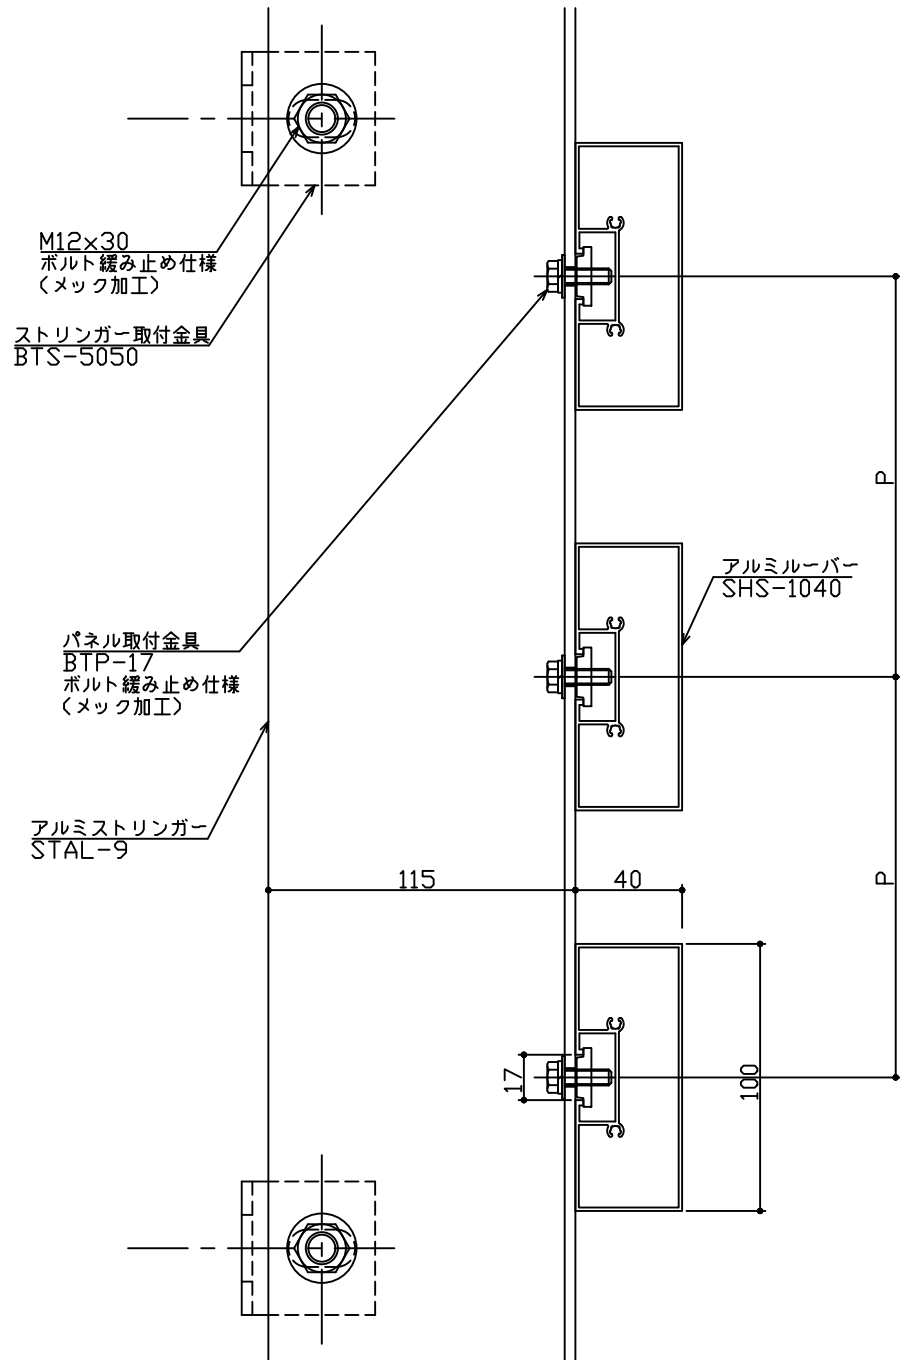 M12x30
ボルト緩み止め仕様
(メック加工)
ストリンガー取付金具
BTS-5050
P
アルミルーバー
SHS-1040
パネル取付金具
BTP-17
ボルト緩み止め仕様
(メック加工)
アルミストリンガー
STAL-9
115
40
P
17
100